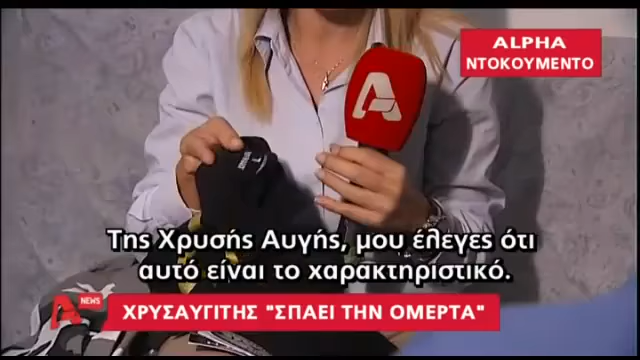 ALPHA
ΝΤΟΚΟΥΜΕΝΤΟ
Της Χρυσής Αυγής, μου έλεγες ότι
αυτό είναι το χαρακτηριστικό.
NEWS
ΧΡΥΣΑΥΓΙΤΗΣ "ΣΠΑΕΙ ΤΗΝ ΟΜΕΡΤΑ"